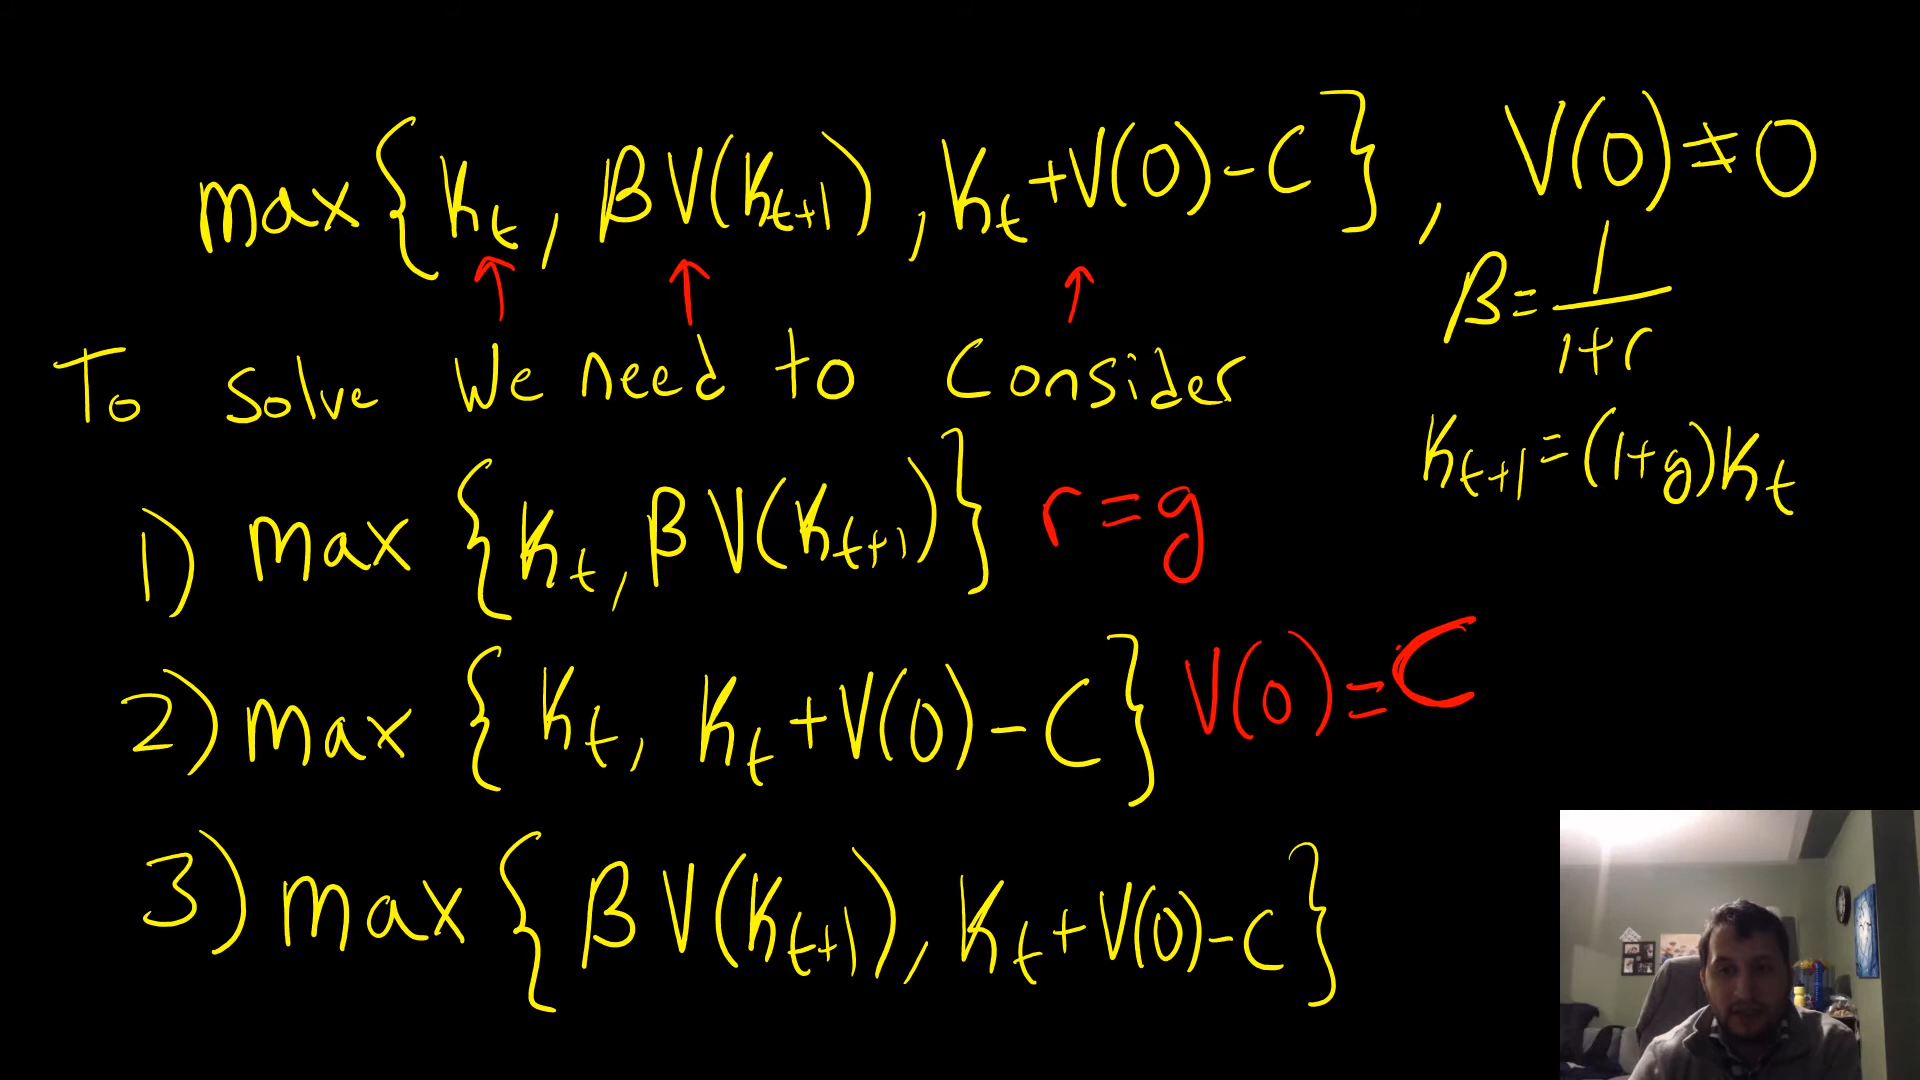 max { K_t , βV(K_{t+1}) , K_t + V(0) - C } , V(0) ≠ 0
β = 1/(1+r)
To solve we need to consider
K_{t+1} = (1+g)K_t
1) max { K_t , βV(K_{t+1}) } r = g
2) max { K_t , K_t + V(0) - C } V(0) = C
3) max { βV(K_{t+1}) , K_t + V(0) - C }